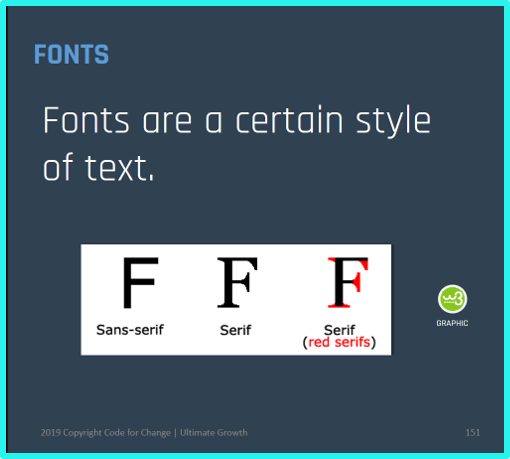 FONTS
Fonts are a certain style
of text.
F F F
Sans-serif Serif Serif
(red serifs)
w3
GRAPHIC
2019 Copyright Code for Change | Ultimate Growth 151